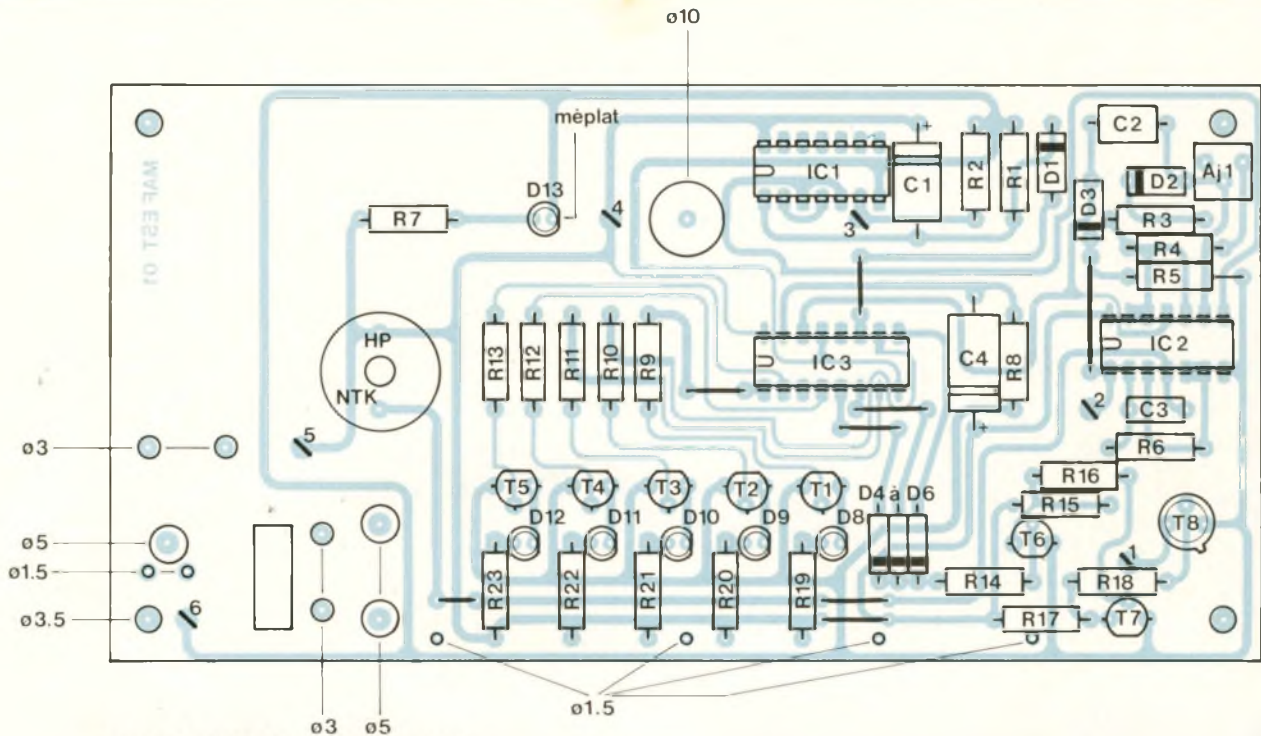 ø10
méplat
C2
IC1
C1
R2
R1
D1
D2
Aj1
D3
D13
R7
4
3
R3
R4
R5
HP
NTK
R13
R12
R11
R10
R9
IC3
C4
R8
IC2
2
C3
ø3
5
R6
R16
T5
T4
T3
T2
T1
D4 à D6
R15
T8
D12
D11
D10
D9
D8
T6
ø5
ø1.5
1
R23
R22
R21
R20
R19
R14
R18
ø3.5
6
R17
T7
ø1.5
ø3
ø5